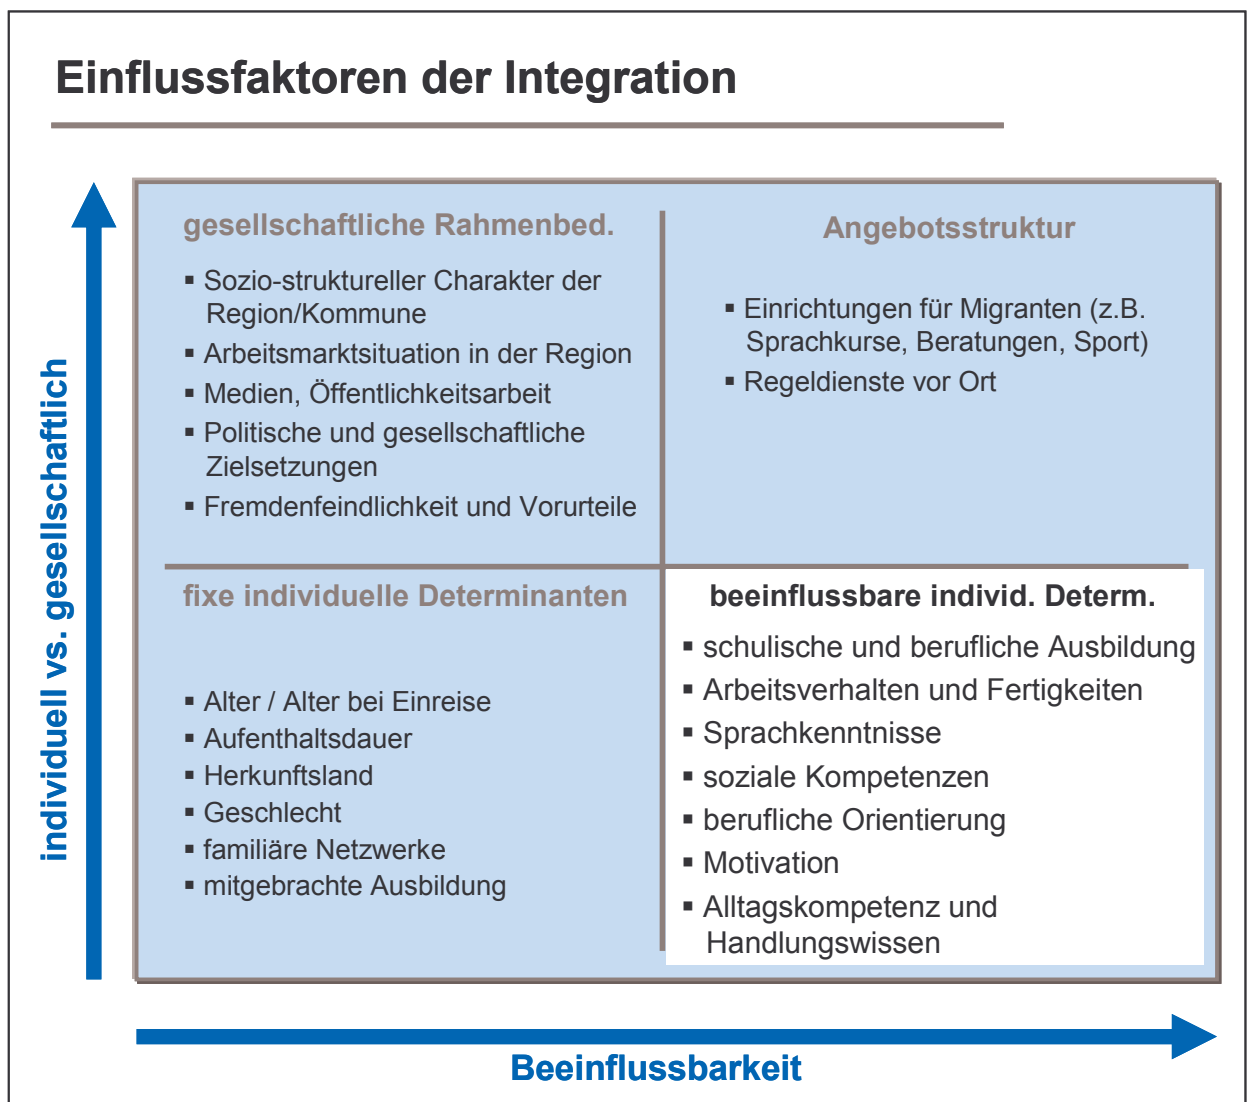 Einflussfaktoren der Integration
individuell vs. gesellschaftlich
gesellschaftliche Rahmenbed.
▪ Sozio-struktureller Charakter der
Region/Kommune
▪ Arbeitsmarktsituation in der Region
▪ Medien, Öffentlichkeitsarbeit
▪ Politische und gesellschaftliche
Zielsetzungen
▪ Fremdenfeindlichkeit und Vorurteile
Angebotsstruktur
▪ Einrichtungen für Migranten (z.B.
Sprachkurse, Beratungen, Sport)
▪ Regeldienste vor Ort
fixe individuelle Determinanten
▪ Alter / Alter bei Einreise
▪ Aufenthaltsdauer
▪ Herkunftsland
▪ Geschlecht
▪ familiäre Netzwerke
▪ mitgebrachte Ausbildung
beeinflussbare individ. Determ.
▪ schulische und berufliche Ausbildung
▪ Arbeitsverhalten und Fertigkeiten
▪ Sprachkenntnisse
▪ soziale Kompetenzen
▪ berufliche Orientierung
▪ Motivation
▪ Alltagskompetenz und
Handlungswissen
Beeinflussbarkeit